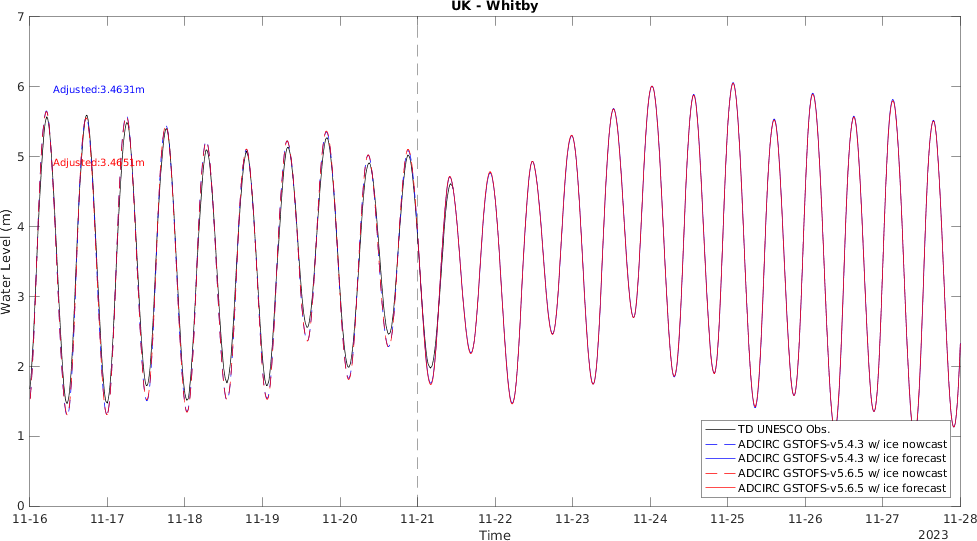 UK - Whitby
7
6
5
4
3
2
1
0
Water Level (m)
Adjusted:3.4631m
Adjusted:3.4651m
TD UNESCO Obs.
ADCIRC GSTOFS-v5.4.3 w/ ice nowcast
ADCIRC GSTOFS-v5.4.3 w/ ice forecast
ADCIRC GSTOFS-v5.6.5 w/ ice nowcast
ADCIRC GSTOFS-v5.6.5 w/ ice forecast
11-16 11-17 11-18 11-19 11-20 11-21 11-22 11-23 11-24 11-25 11-26 11-27 11-28
Time
2023